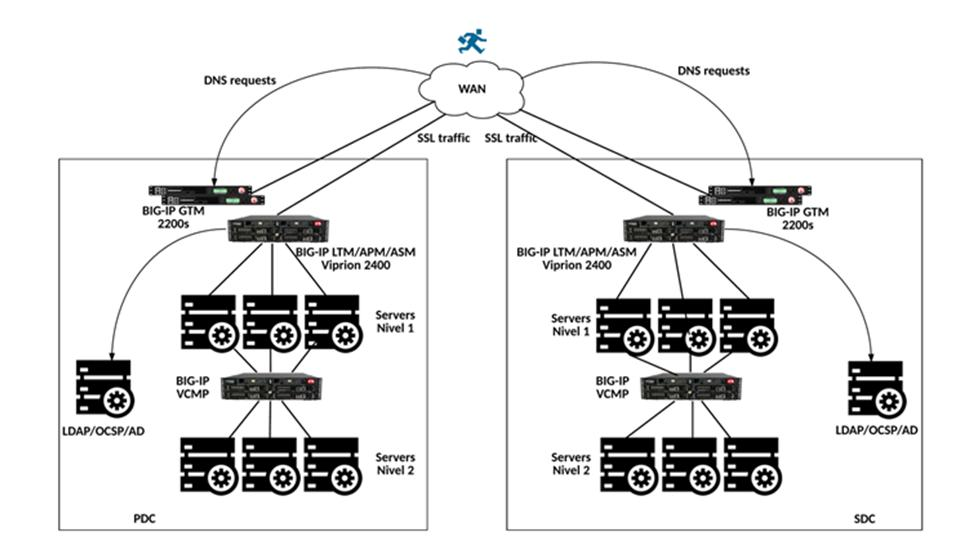 WAN
DNS requests
DNS requests
SSL traffic
SSL traffic
BIG-IP GTM
2200s
BIG-IP LTM/APM/ASM
Viprion 2400
Servers
Nivel 1
BIG-IP
VCMP
LDAP/OCSP/AD
Servers
Nivel 2
PDC
BIG-IP GTM
2200s
BIG-IP LTM/APM/ASM
Viprion 2400
Servers
Nivel 1
BIG-IP
VCMP
LDAP/OCSP/AD
Servers
Nivel 2
SDC